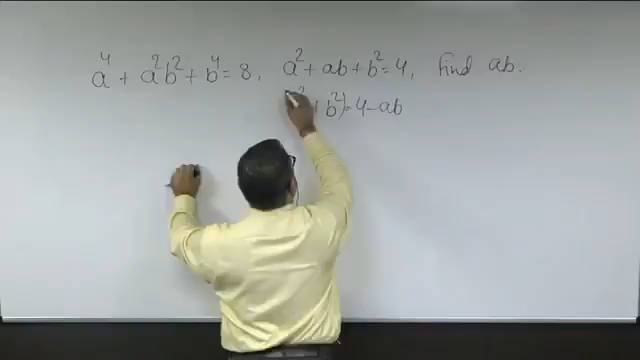 a⁴ + a²b² + b⁴ = 8, a² + ab + b² = 4, find ab.
² + b²) = 4 - ab